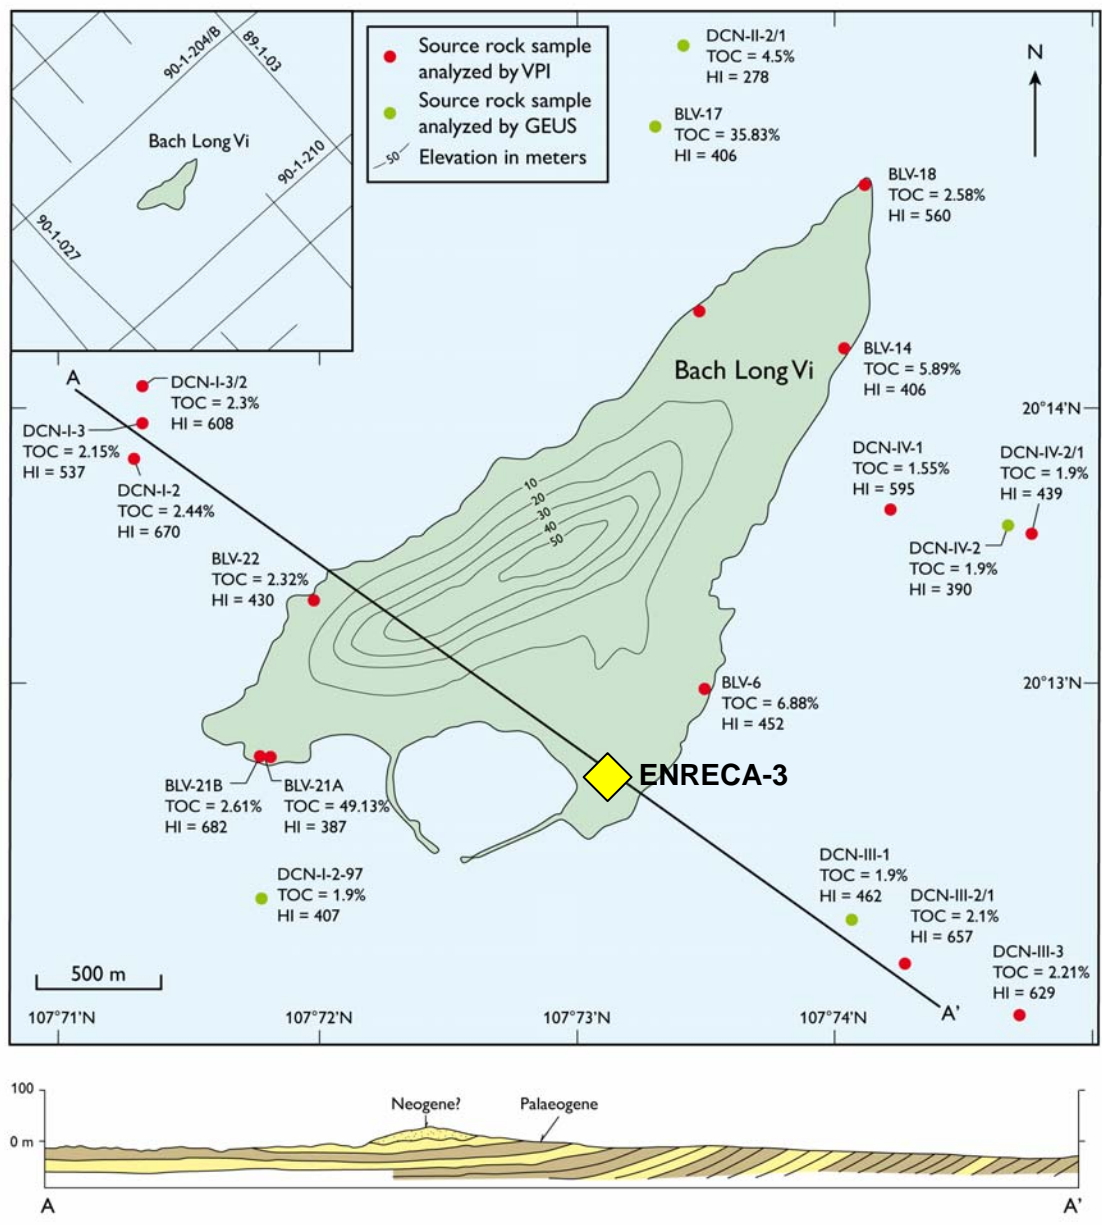 90-1-204/B
89-1-03
Bach Long Vi
90-1-210
90-1-027
Source rock sample
analyzed by VPI
Source rock sample
analyzed by GEUS
50
Elevation in meters
DCN-II-2/1
TOC = 4.5%
HI = 278
BLV-17
TOC = 35.83%
HI = 406
N
BLV-18
TOC = 2.58%
HI = 560
Bach Long Vi
BLV-14
TOC = 5.89%
HI = 406
20°14'N
A
DCN-I-3/2
TOC = 2.3%
HI = 608
DCN-I-3
TOC = 2.15%
HI = 537
DCN-I-2
TOC = 2.44%
HI = 670
DCN-IV-1
TOC = 1.55%
HI = 595
DCN-IV-2/1
TOC = 1.9%
HI = 439
DCN-IV-2
TOC = 1.9%
HI = 390
10
20
30
40
50
BLV-22
TOC = 2.32%
HI = 430
20°13'N
BLV-6
TOC = 6.88%
HI = 452
ENRECA-3
BLV-21B
TOC = 2.61%
HI = 682
BLV-21A
TOC = 49.13%
HI = 387
DCN-I-2-97
TOC = 1.9%
HI = 407
DCN-III-1
TOC = 1.9%
HI = 462
DCN-III-2/1
TOC = 2.1%
HI = 657
DCN-III-3
TOC = 2.21%
HI = 629
500 m
A'
107°71'N
107°72'N
107°73'N
107°74'N
100
0 m
Neogene?
Palaeogene
A
A'